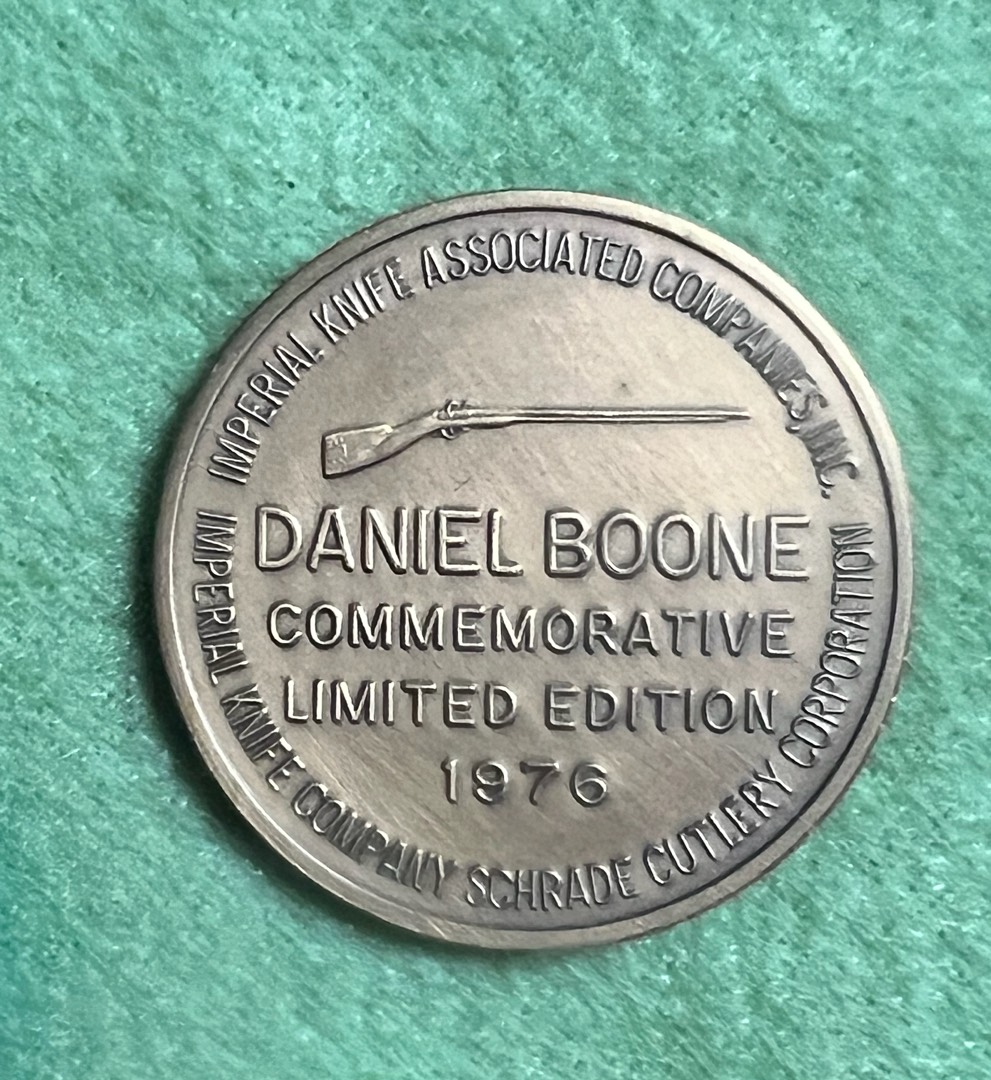 IMPERIAL KNIFE ASSOCIATED COMPANIES, INC.
DANIEL BOONE
COMMEMORATIVE
LIMITED EDITION
1976
IMPERIAL KNIFE COMPANY SCHRADE CUTLERY CORPORATION